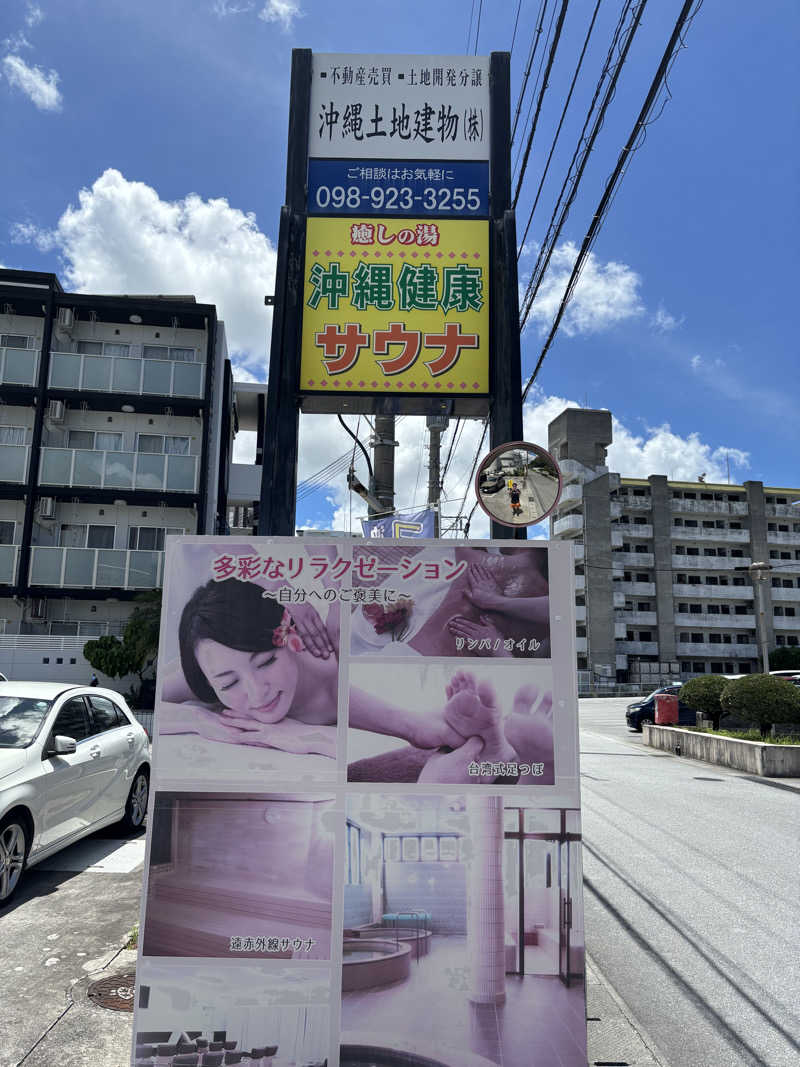 ▪不動産売買 ▪土地開発分譲
沖縄土地建物㈱
ご相談はお気軽に
098-923-3255
癒しの湯
沖縄健康
サウナ
多彩なリラクゼーション
～自分へのご褒美に～
リンパ/オイル
台湾式足つぼ
遠赤外線サウナ